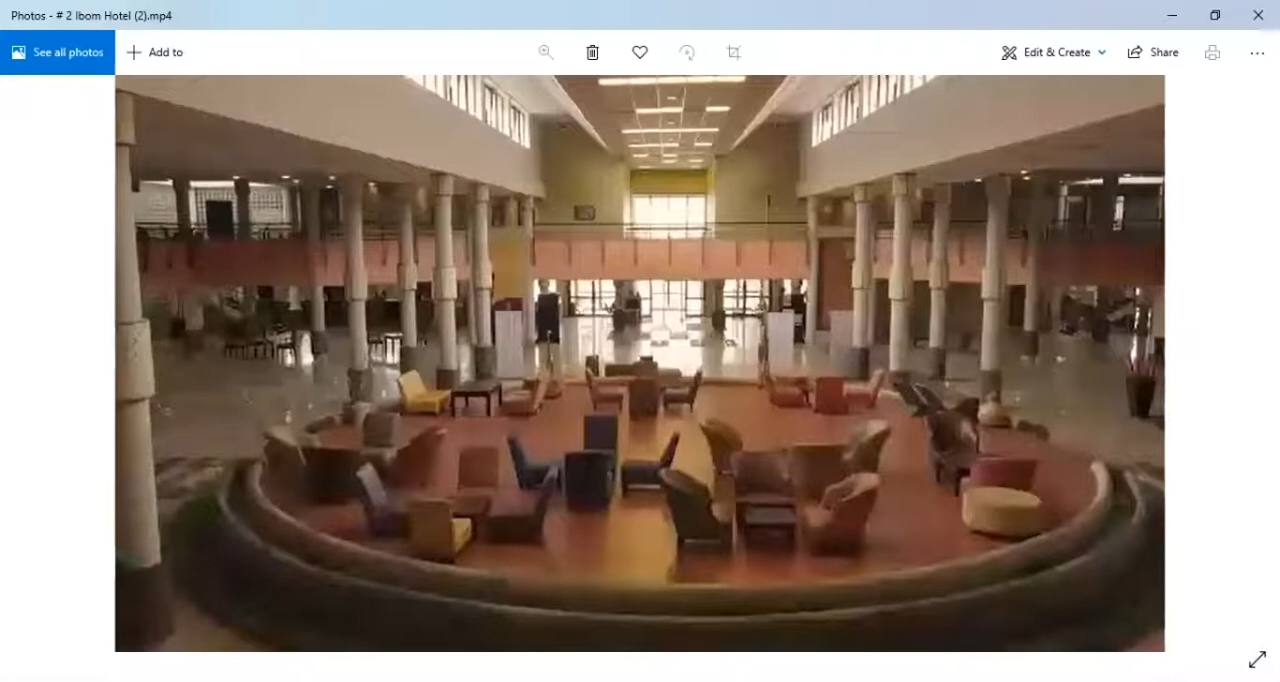 Photos - # 2 Ibom Hotel (2).mp4
See all photos
Add to
Edit & Create
Share